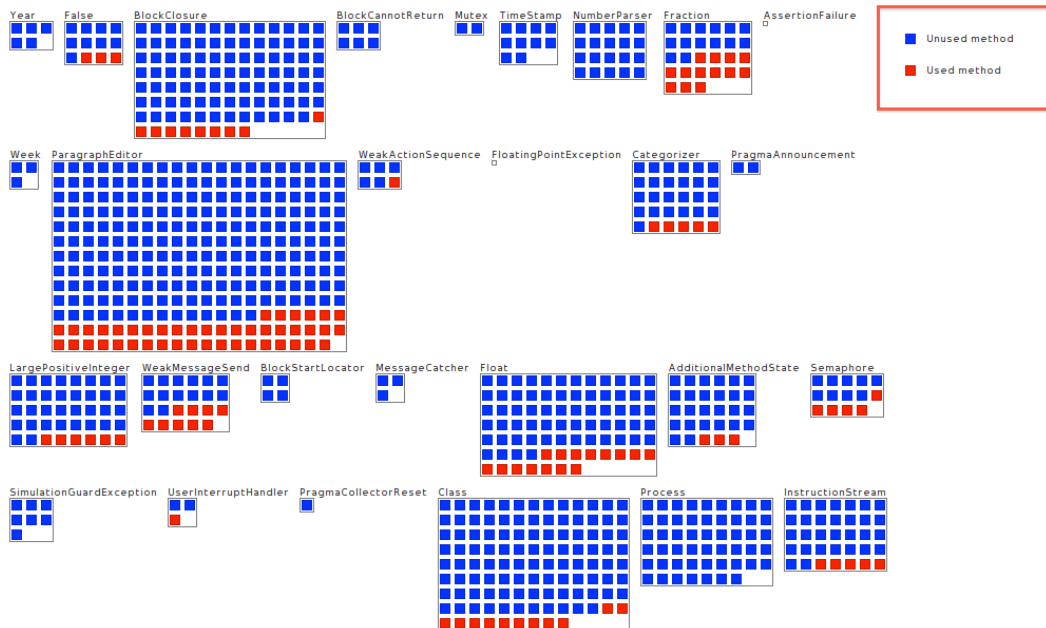 Year False BlockClosure BlockCannotReturn Mutex TimeStamp NumberParser Fraction AssertionFailure
Unused method
Used method
Week ParagraphEditor WeakActionSequence FloatingPointException Categorizer PragmaAnnouncement
LargePositiveInteger WeakMessageSend BlockStartLocator MessageCatcher Float AdditionalMethodState Semaphore
SimulationGuardException UserInterruptHandler PragmaCollectorReset Class Process InstructionStream